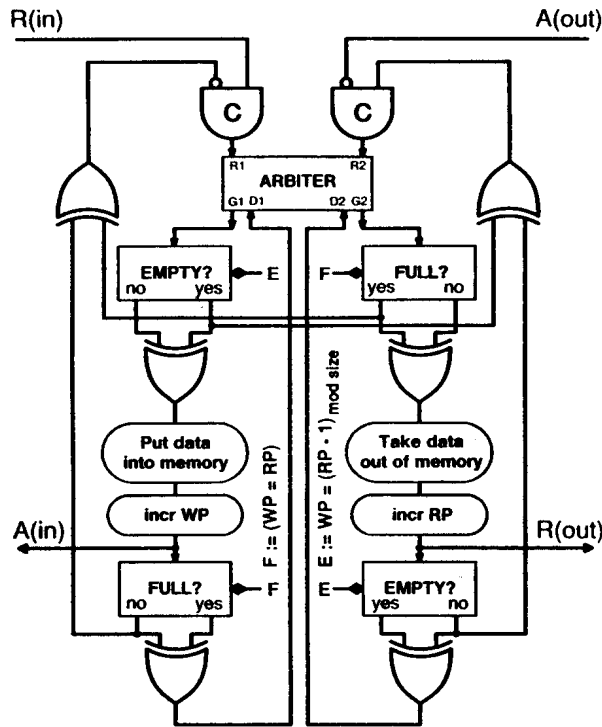 R(in)
A(out)
C
C
R1
R2
ARBITER
G1 D1
D2 G2
EMPTY?
no
yes
E
F
FULL?
yes
no
Put data
into memory
F := (WP = RP)
E := WP = (RP - 1) mod size
Take data
out of memory
incr WP
incr RP
A(in)
R(out)
FULL?
no
yes
F
E
EMPTY?
yes
no